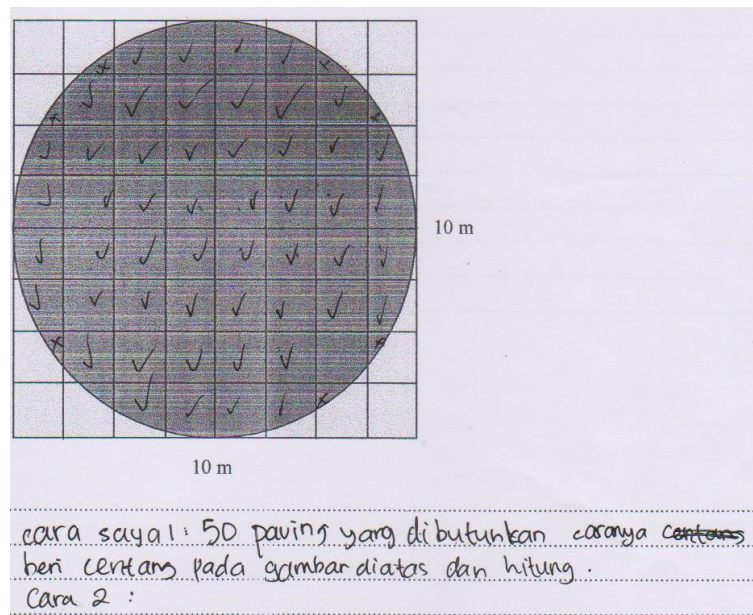 10 m
10 m
cara saya 1: 50 paving yang dibutuhkan caranya
beri centang pada gambar diatas dan hitung.
Cara 2 :